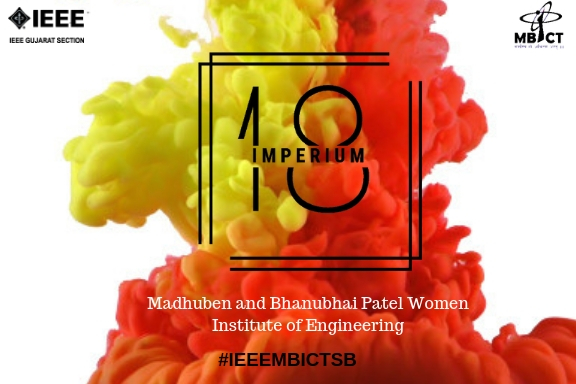 IEEE
IEEE GUJARAT SECTION
MBICT
18
IMPERIUM
Madhuben and Bhanubhai Patel Women
Institute of Engineering
#IEEEMBICTSB